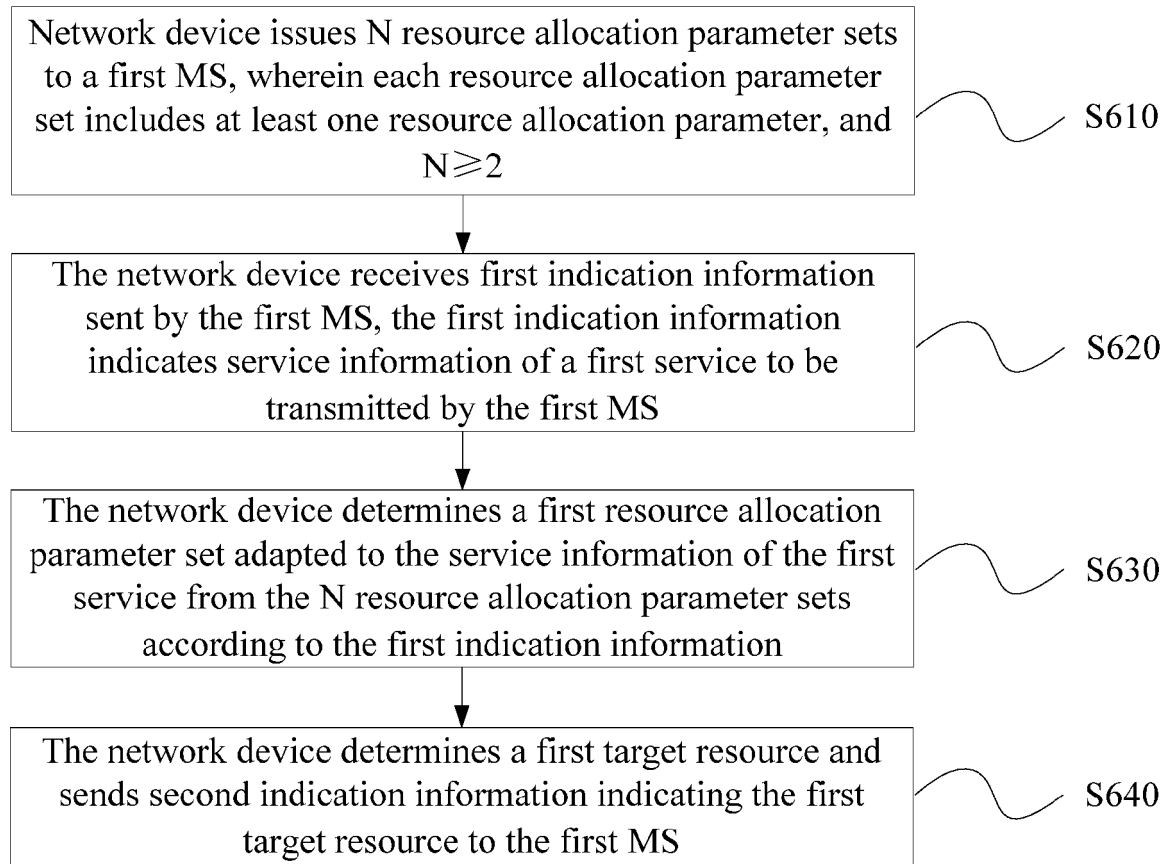 Network device issues N resource allocation parameter sets
to a first MS, wherein each resource allocation parameter
set includes at least one resource allocation parameter, and
N⩾2
S610
The network device receives first indication information
sent by the first MS, the first indication information
indicates service information of a first service to be
transmitted by the first MS
S620
The network device determines a first resource allocation
parameter set adapted to the service information of the first
service from the N resource allocation parameter sets
according to the first indication information
S630
The network device determines a first target resource and
sends second indication information indicating the first
target resource to the first MS
S640